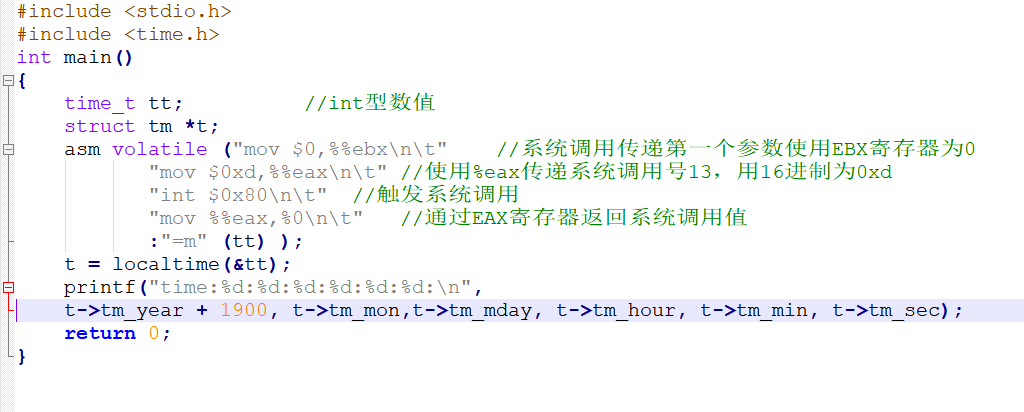 #include <stdio.h>
#include <time.h>
int main()
{
    time_t tt;          //int型数值
    struct tm *t;
    asm volatile ("mov $0,%%ebx\n\t"    //系统调用传递第一个参数使用EBX寄存器为0
           "mov $0xd,%%eax\n\t" //使用%eax传递系统调用号13，用16进制为0xd
           "int $0x80\n\t"  //触发系统调用
           "mov %%eax,%0\n\t"   //通过EAX寄存器返回系统调用值
           :"=m" (tt) );
    t = localtime(&tt);
    printf("time:%d:%d:%d:%d:%d:%d:\n",
    t->tm_year + 1900, t->tm_mon,t->tm_mday, t->tm_hour, t->tm_min, t->tm_sec);
    return 0;
}